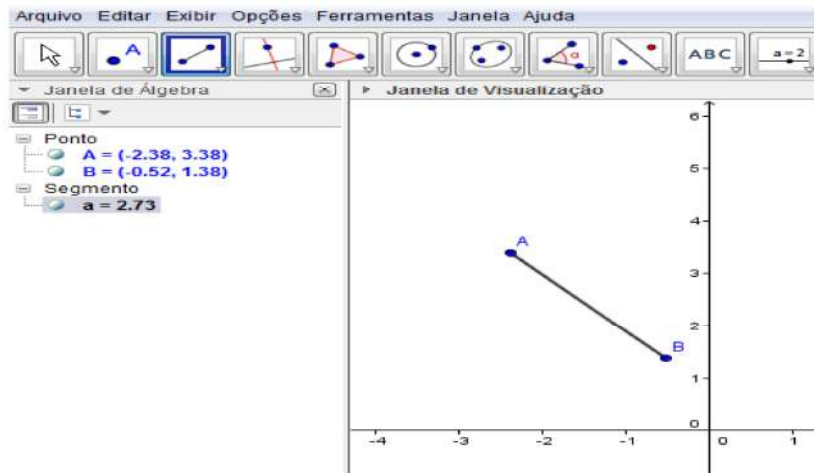 Arquivo Editar Exibir Opções Ferramentas Janela Ajuda
A
α
ABC
a=2
Janela de Álgebra
Janela de Visualização
Ponto
A = (-2.38, 3.38)
B = (-0.52, 1.38)
Segmento
a = 2.73
6
5
4
3
2
1
0
A
B
-4 -3 -2 -1 0 1